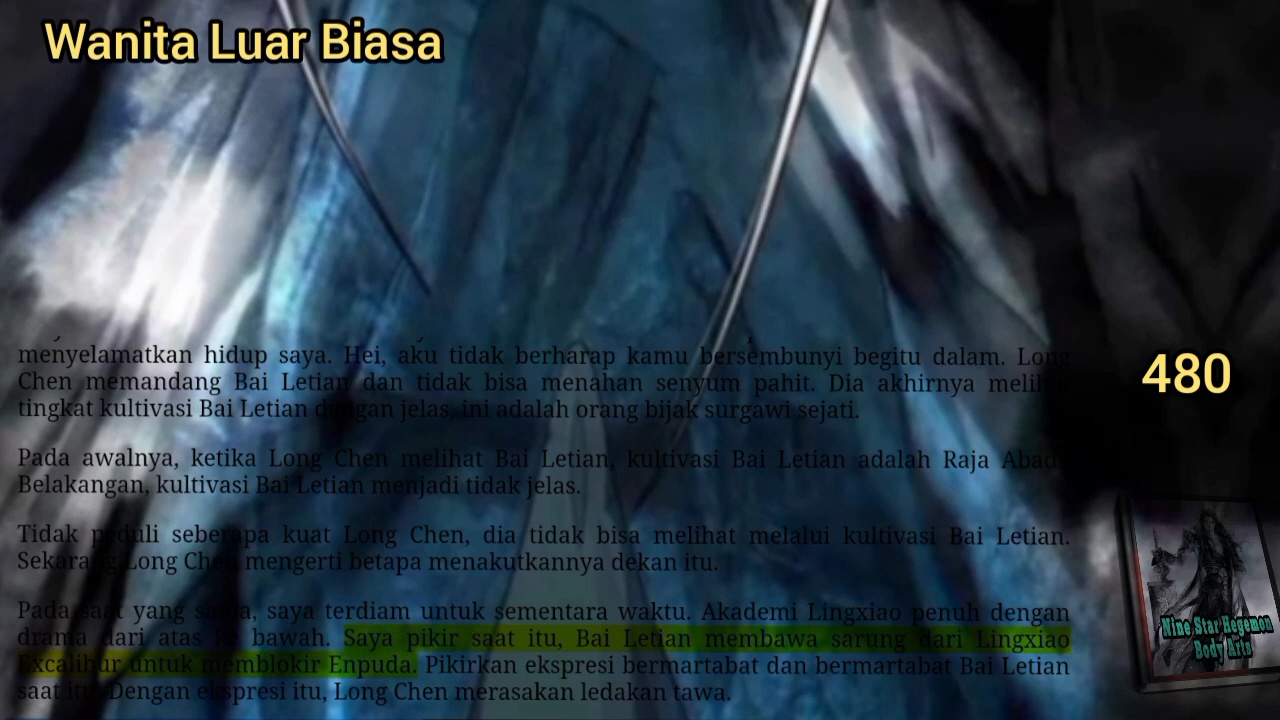 Wanita Luar Biasa
menyelamatkan hidup saya. Hei, aku tidak berharap kamu bersembunyi begitu dalam. Long
Chen memandang Bai Letian dan tidak bisa menahan senyum pahit. Dia akhirnya melihat
tingkat kultivasi Bai Letian dengan jelas, ini adalah orang bijak surgawi sejati.
Pada awalnya, ketika Long Chen melihat Bai Letian, kultivasi Bai Letian adalah Raja Abadi.
Belakangan, kultivasi Bai Letian menjadi tidak jelas.
Tidak peduli seberapa kuat Long Chen, dia tidak bisa melihat melalui kultivasi Bai Letian.
Sekarang Long Chen mengerti betapa menakutkannya dekan itu.
Pada saat yang sama, saya terdiam untuk sementara waktu. Akademi Lingxiao penuh dengan
drama dari atas ke bawah. Saya pikir saat itu, Bai Letian membawa sarung dari Lingxiao
Excalibur untuk memblokir Enpuda. Pikirkan ekspresi bermartabat dan bermartabat Bai Letian
saat itu. Dengan ekspresi itu, Long Chen merasakan ledakan tawa.
480
Nine Star Hegemon
Body Arts